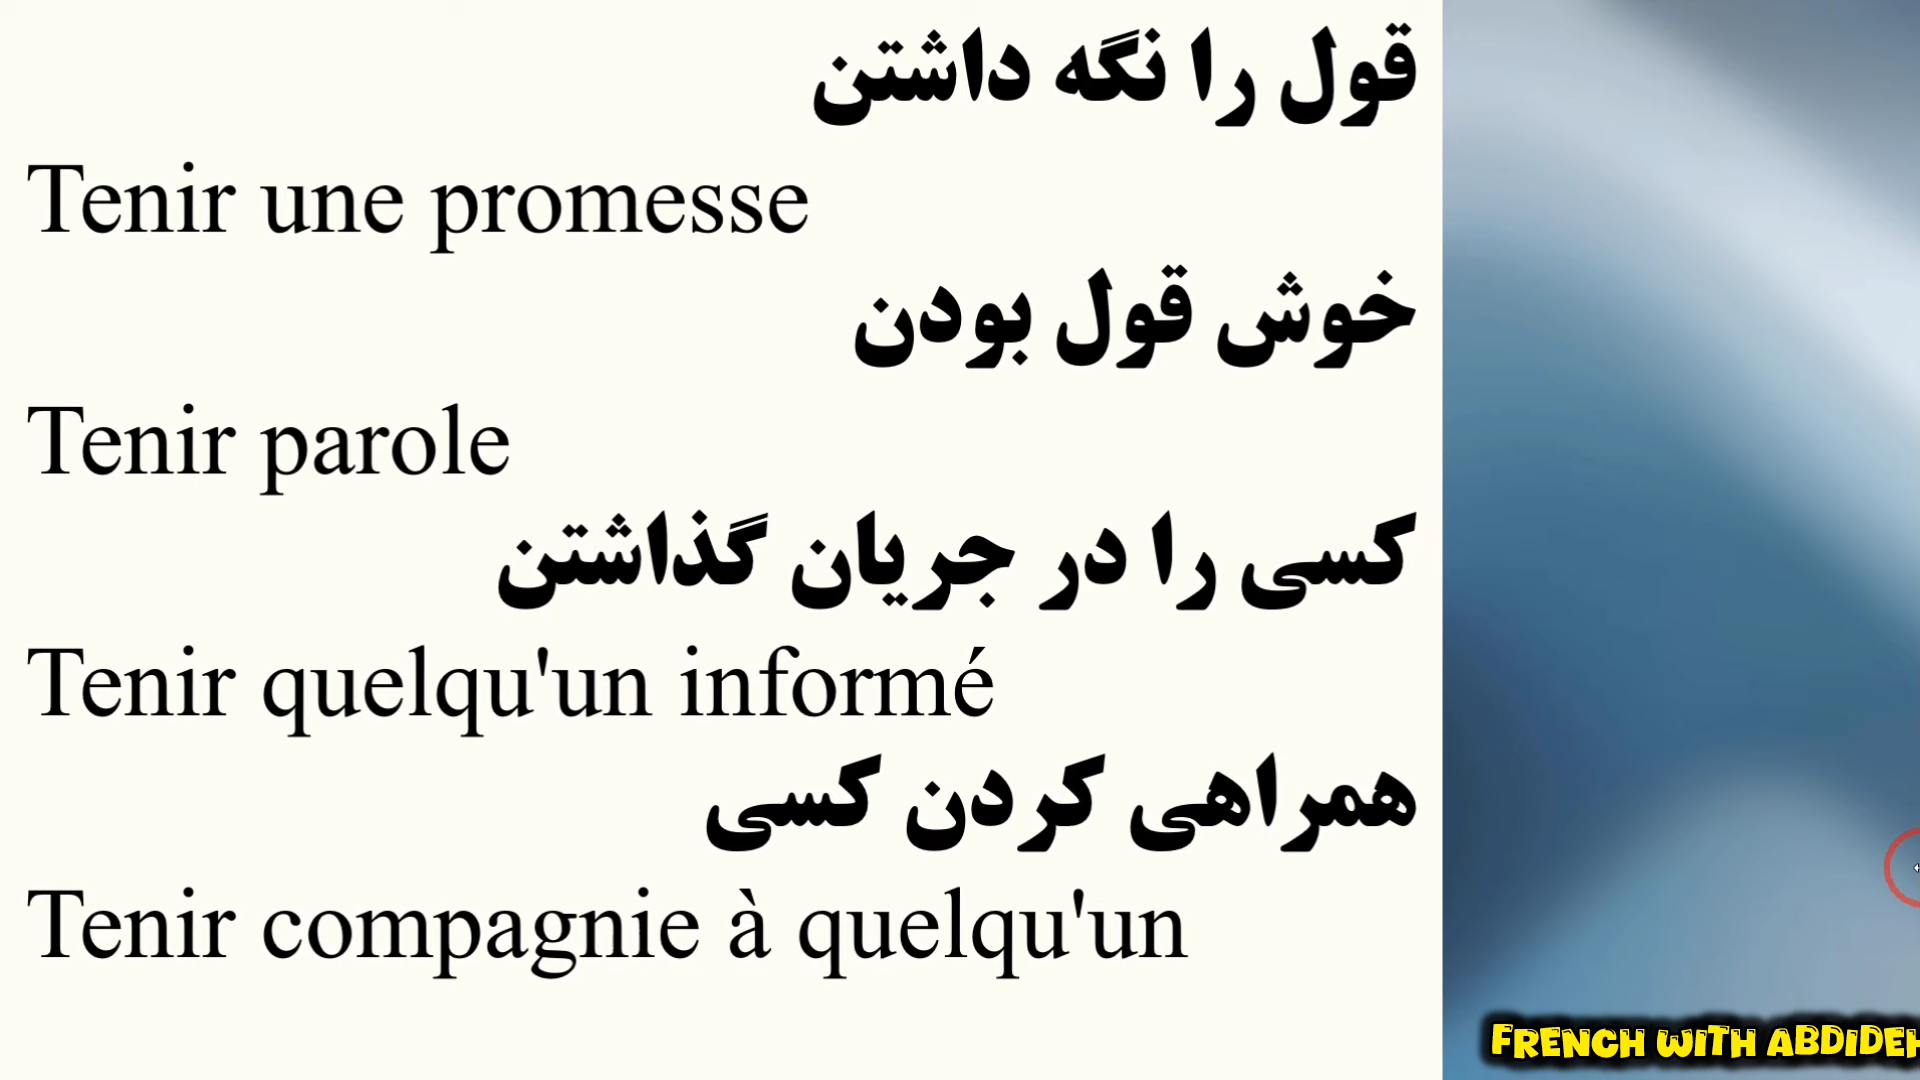 قول را نگه داشتن
Tenir une promesse
خوش قول بودن
Tenir parole
کسی را در جریان گذاشتن
Tenir quelqu'un informé
همراهی کردن کسی
Tenir compagnie à quelqu'un
FRENCH WITH ABDIDEH